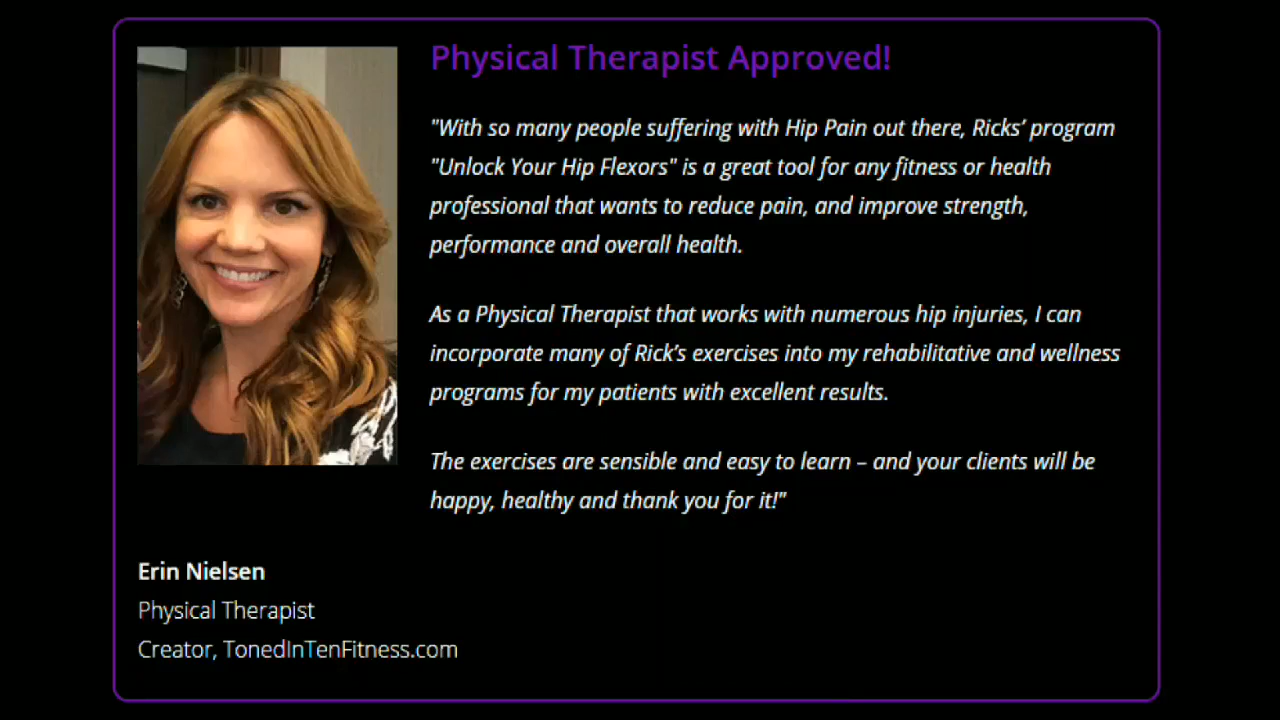 Physical Therapist Approved!
"With so many people suffering with Hip Pain out there, Ricks’ program
"Unlock Your Hip Flexors" is a great tool for any fitness or health
professional that wants to reduce pain, and improve strength,
performance and overall health.
As a Physical Therapist that works with numerous hip injuries, I can
incorporate many of Rick’s exercises into my rehabilitative and wellness
programs for my patients with excellent results.
The exercises are sensible and easy to learn – and your clients will be
happy, healthy and thank you for it!”
Erin Nielsen
Physical Therapist
Creator, TonedInTenFitness.com